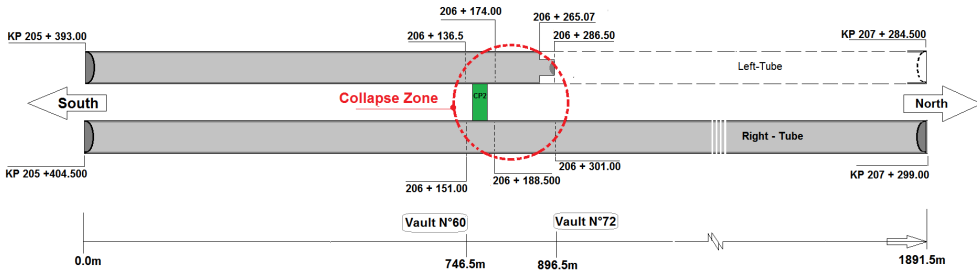 206 + 174.00
206 + 265.07
KP 205 + 393.00
206 + 136.5
206 + 286.50
KP 207 + 284.500
Left-Tube
South
Collapse Zone
CP2
North
Right - Tube
KP 205 +404.500
206 + 151.00
206 + 188.500
206 + 301.00
KP 207 + 299.00
Vault N°60
Vault N°72
0.0m
746.5m
896.5m
1891.5m